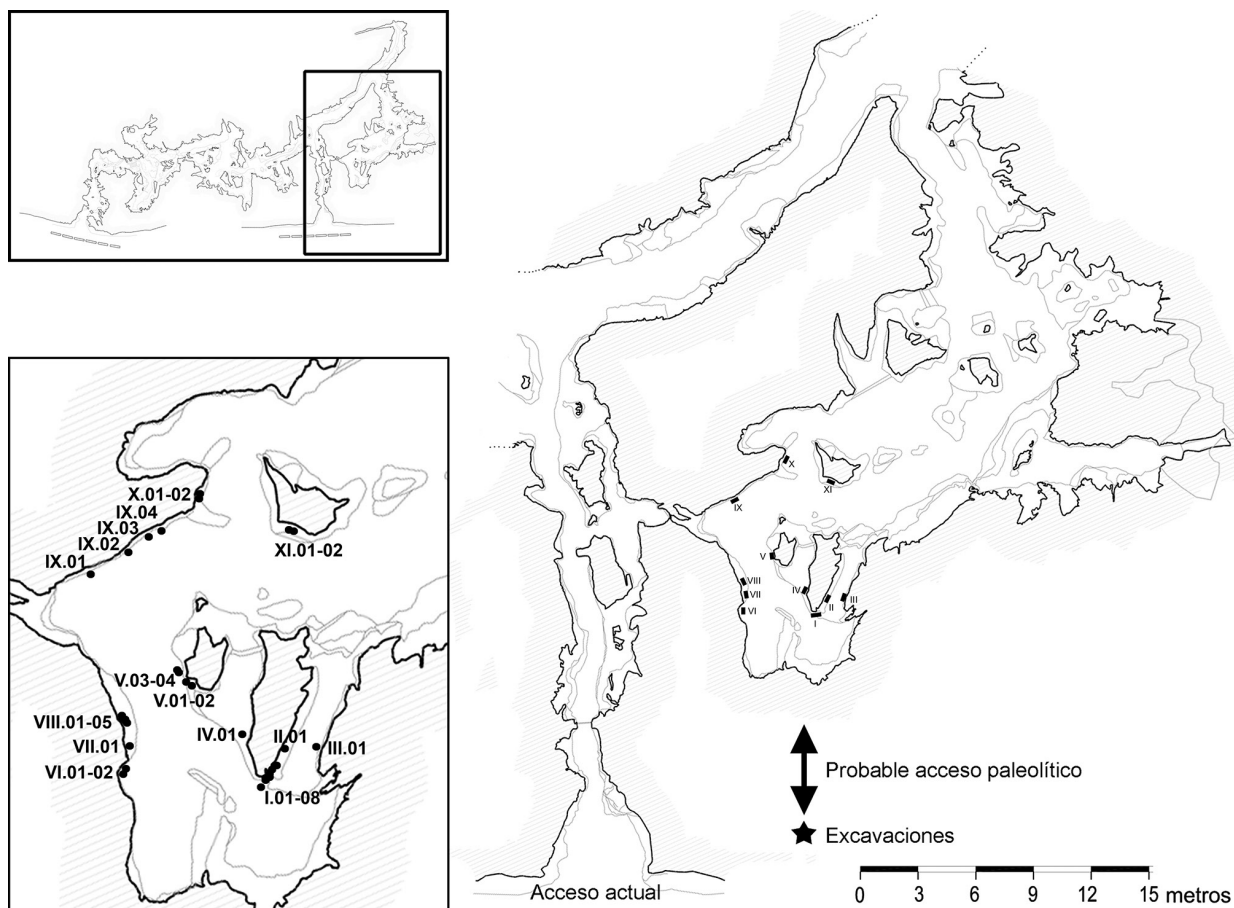 X.01-02
IX.04
IX.03
IX.02
IX.01
XI.01-02
V.03-04
V.01-02
VIII.01-05
VII.01
VI.01-02
IV.01
II.01
III.01
I.01-08
X
XI
IX
V
VIII
VII
VI
IV
II
III
I
Probable acceso paleolítico
Excavaciones
Acceso actual
0 3 6 9 12 15 metros